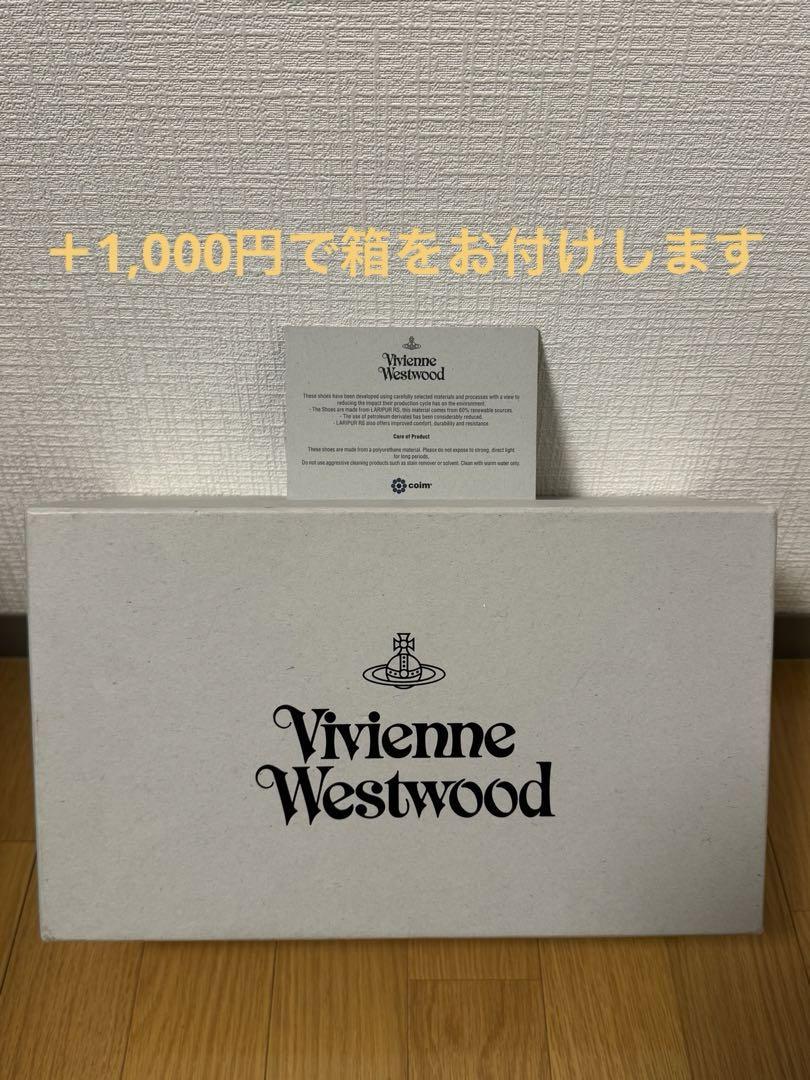 ＋1,000円で箱をお付けします
Vivienne
Westwood
These shoes have been developed using carefully selected materials and processes with a view to
reducing the impact their production cycle has on the environment.
- The Shoes are made from LARIPUR RS, this material comes from 60% renewable sources.
- The use of petroleum derivates has been considerably reduced.
- LARIPUR RS also offers improved comfort, durability and resistance.
Care of Product
These shoes are made from a polyurethane material. Please do not expose to strong, direct light
for long periods.
Do not use aggressive cleaning products such as stain remover or solvent. Clean with warm water only.
coim®
Vivienne
Westwood